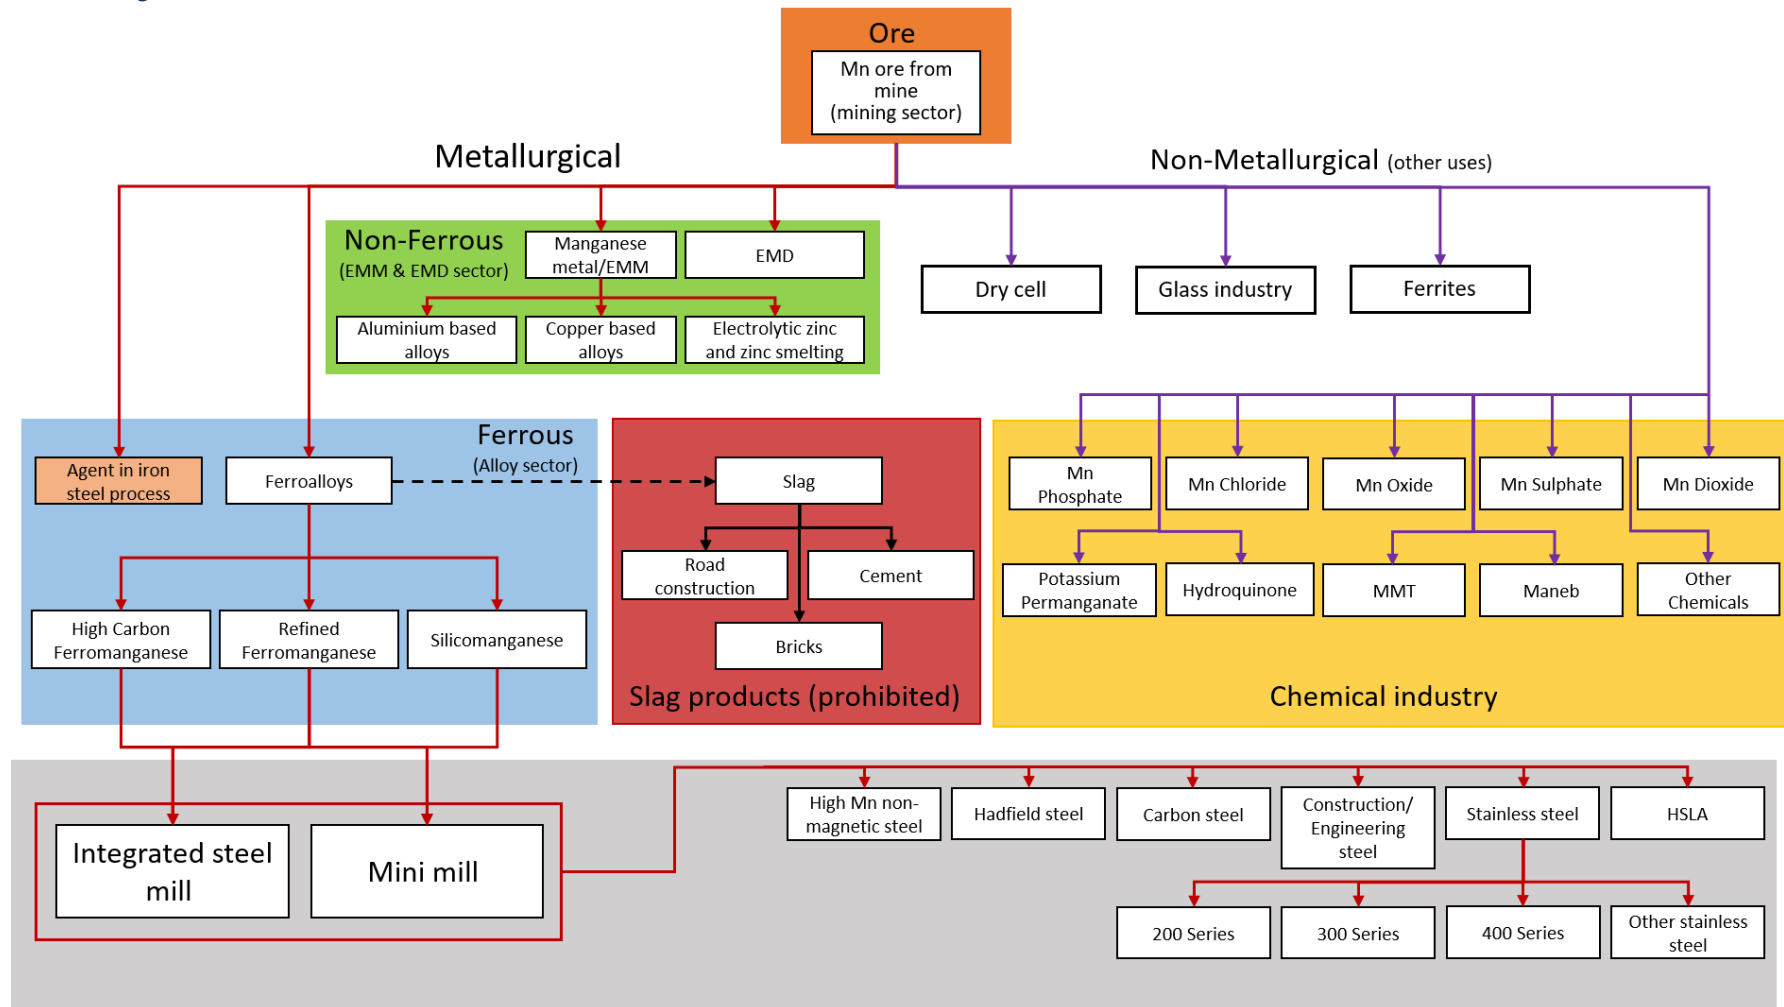 Ore
Mn ore from
mine
(mining sector)
Metallurgical
Non-Metallurgical (other uses)
Non-Ferrous
(EMM & EMD sector)
Manganese
metal/EMM
EMD
Aluminium based
alloys
Copper based
alloys
Electrolytic zinc
and zinc smelting
Dry cell
Glass industry
Ferrites
Ferrous
(Alloy sector)
Agent in iron
steel process
Ferroalloys
High Carbon
Ferromanganese
Refined
Ferromanganese
Silicomanganese
Slag
Road
construction
Cement
Bricks
Slag products (prohibited)
Mn
Phosphate
Mn Chloride
Mn Oxide
Mn Sulphate
Mn Dioxide
Potassium
Permanganate
Hydroquinone
MMT
Maneb
Other
Chemicals
Chemical industry
Integrated steel
mill
Mini mill
High Mn non-
magnetic steel
Hadfield steel
Carbon steel
Construction/
Engineering
steel
Stainless steel
HSLA
200 Series
300 Series
400 Series
Other stainless
steel